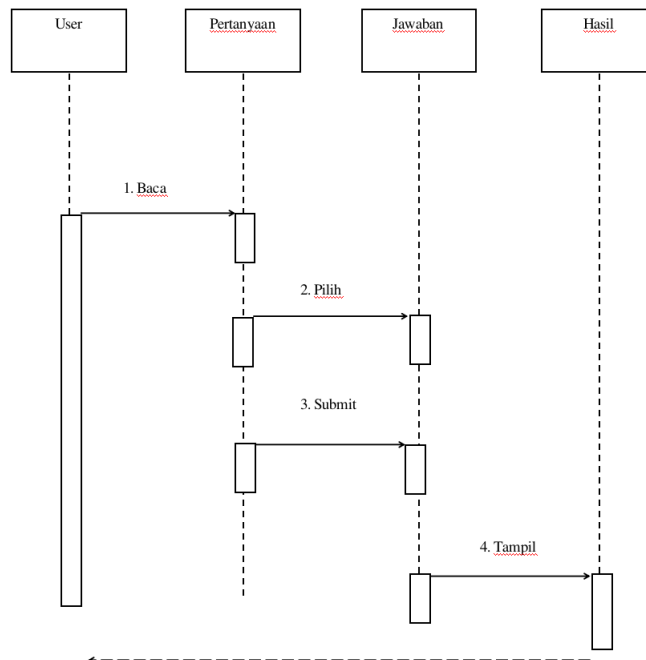 User
Pertanyaan
Jawaban
Hasil
1. Baca
2. Pilih
3. Submit
4. Tampil